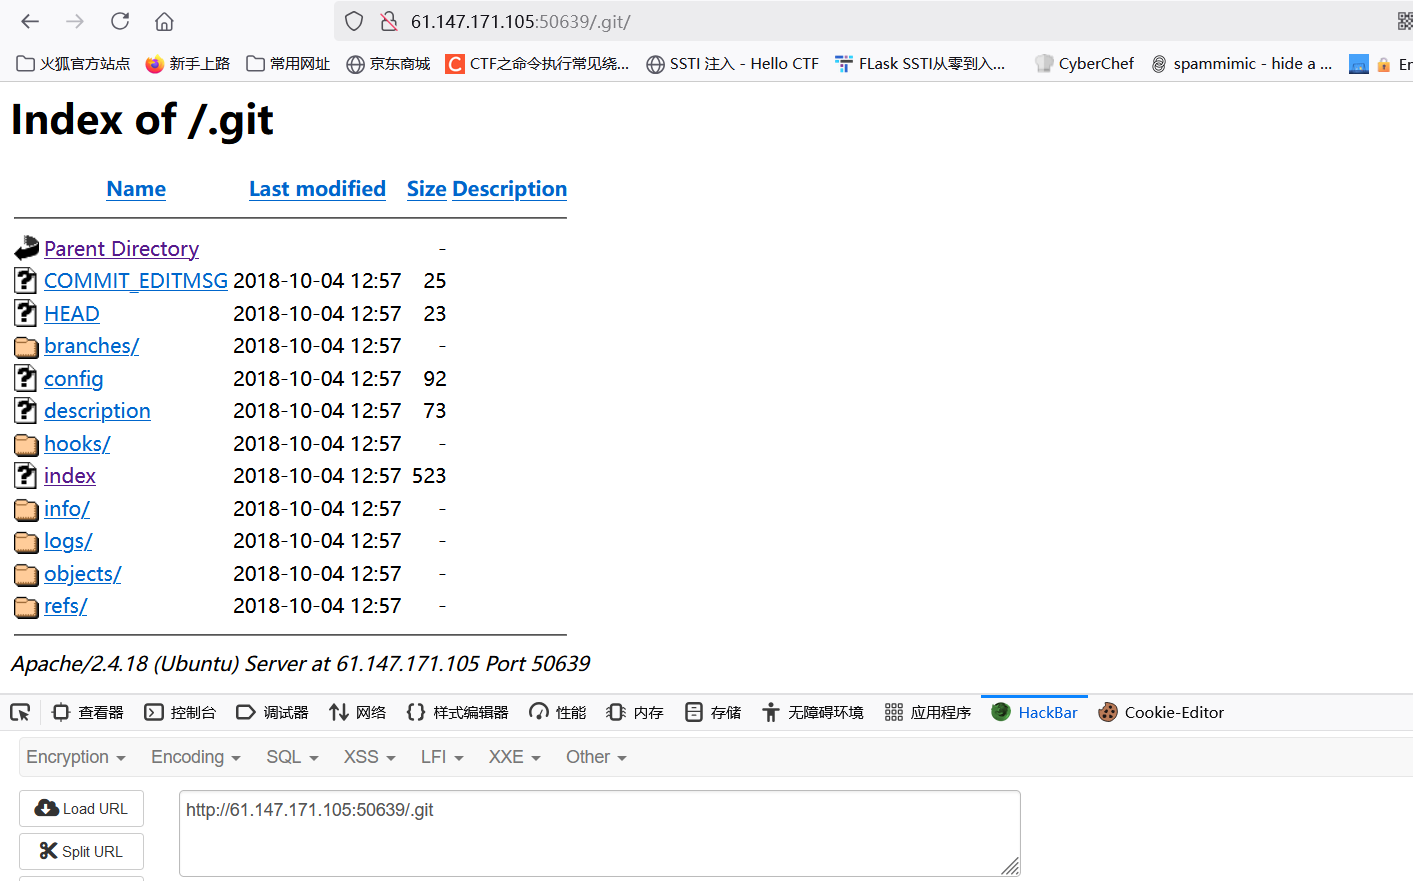 61.147.171.105:50639/.git/
火狐官方站点 新手上路 常用网址 京东商城 CTF之命令执行常见绕... SSTI 注入 - Hello CTF FLask SSTI从零到入... CyberChef spammimic - hide a ...
Index of /.git
Name Last modified Size Description
Parent Directory -
COMMIT_EDITMSG 2018-10-04 12:57 25
HEAD 2018-10-04 12:57 23
branches/ 2018-10-04 12:57 -
config 2018-10-04 12:57 92
description 2018-10-04 12:57 73
hooks/ 2018-10-04 12:57 -
index 2018-10-04 12:57 523
info/ 2018-10-04 12:57 -
logs/ 2018-10-04 12:57 -
objects/ 2018-10-04 12:57 -
refs/ 2018-10-04 12:57 -
Apache/2.4.18 (Ubuntu) Server at 61.147.171.105 Port 50639
查看器 控制台 调试器 网络 样式编辑器 性能 内存 存储 无障碍环境 应用程序 HackBar Cookie-Editor
Encryption Encoding SQL XSS LFI XXE Other
Load URL http://61.147.171.105:50639/.git
Split URL